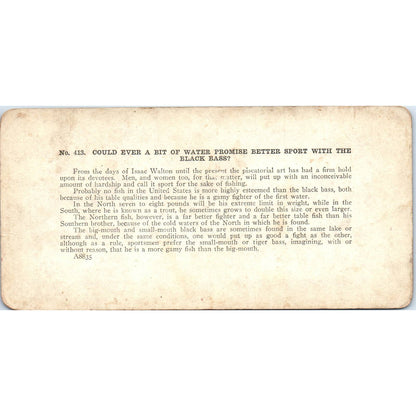 No. 413. COULD EVER A BIT OF WATER PROMISE BETTER SPORT WITH THE
BLACK BASS?
From the days of Isaac Walton until the present the piscatorial art has had a firm hold
upon its devotees. Men, and women too, for that matter, will put up with an inconceivable
amount of hardship and call it sport for the sake of fishing.
Probably no fish in the United States is more highly esteemed than the black bass, both
because of his table qualities and because he is a gamy fighter of the first water.
In the North seven to eight pounds will be his extreme limit in wright, while in the
South, where he is known as a trout, he sometimes grows to double this size or even larger.
The Northern fish, however, is a far better fighter and a far better table fish than his
Southern brother, because of the cold waters of the North in which he is found.
The big-mouth and small-mouth black bass are sometimes found in the same lake or
stream and, under the same conditions, one would put up as good a fight as the other,
although as a rule, sportsmen prefer the small-mouth or tiger bass, imagining, with or
without reason, that he is a more gamy fish than the big-mouth.
A8835